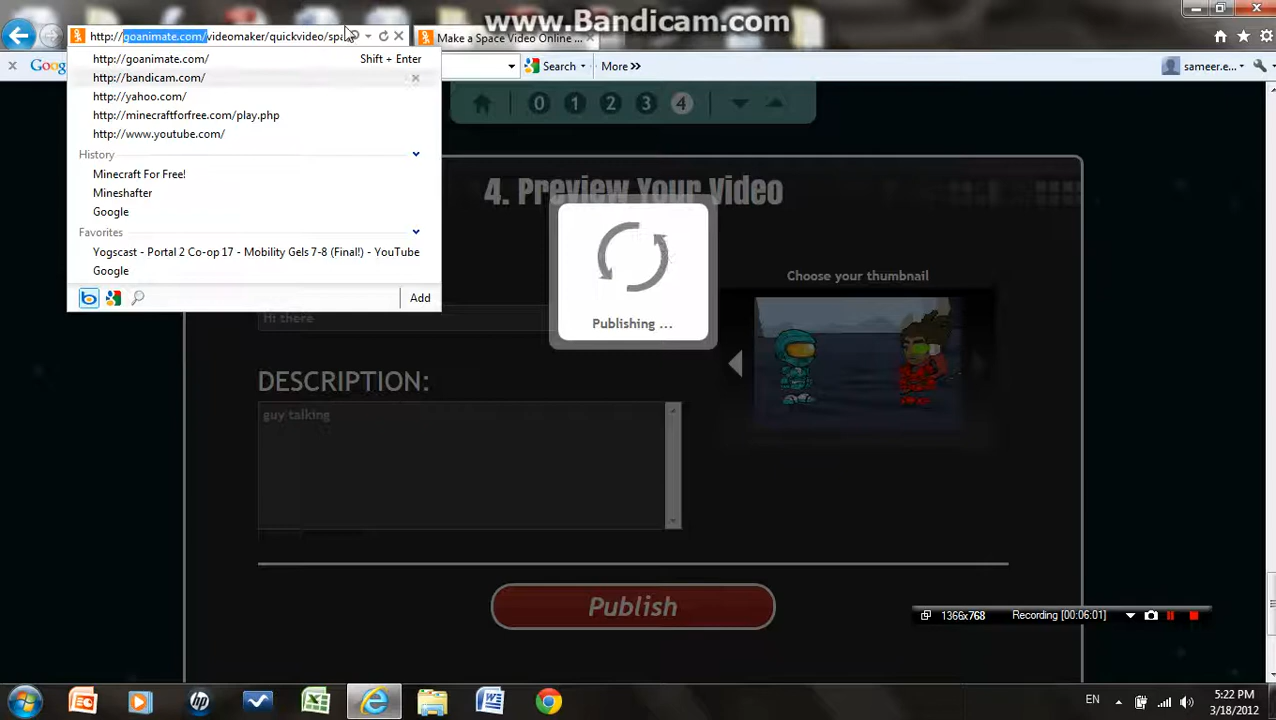 www.Bandicam.com
http://goanimate.com/videomaker/quickvideo/spa
Make a Space Video Online ...
http://goanimate.com/ Shift + Enter
http://bandicam.com/
http://yahoo.com/
http://minecraftforfree.com/play.php
http://www.youtube.com/
History
Minecraft For Free!
Mineshafter
Google
Favorites
Yogscast - Portal 2 Co-op 17 - Mobility Gels 7-8 (Final!) - YouTube
Google
Add
Goog
Search
More »
sameer.e...
0 1 2 3 4
4. Preview Your Video
Publishing ...
Choose your thumbnail
Hi there
DESCRIPTION:
guy talking
Publish
1366x768 Recording [00:06:01]
EN
5:22 PM
3/18/2012